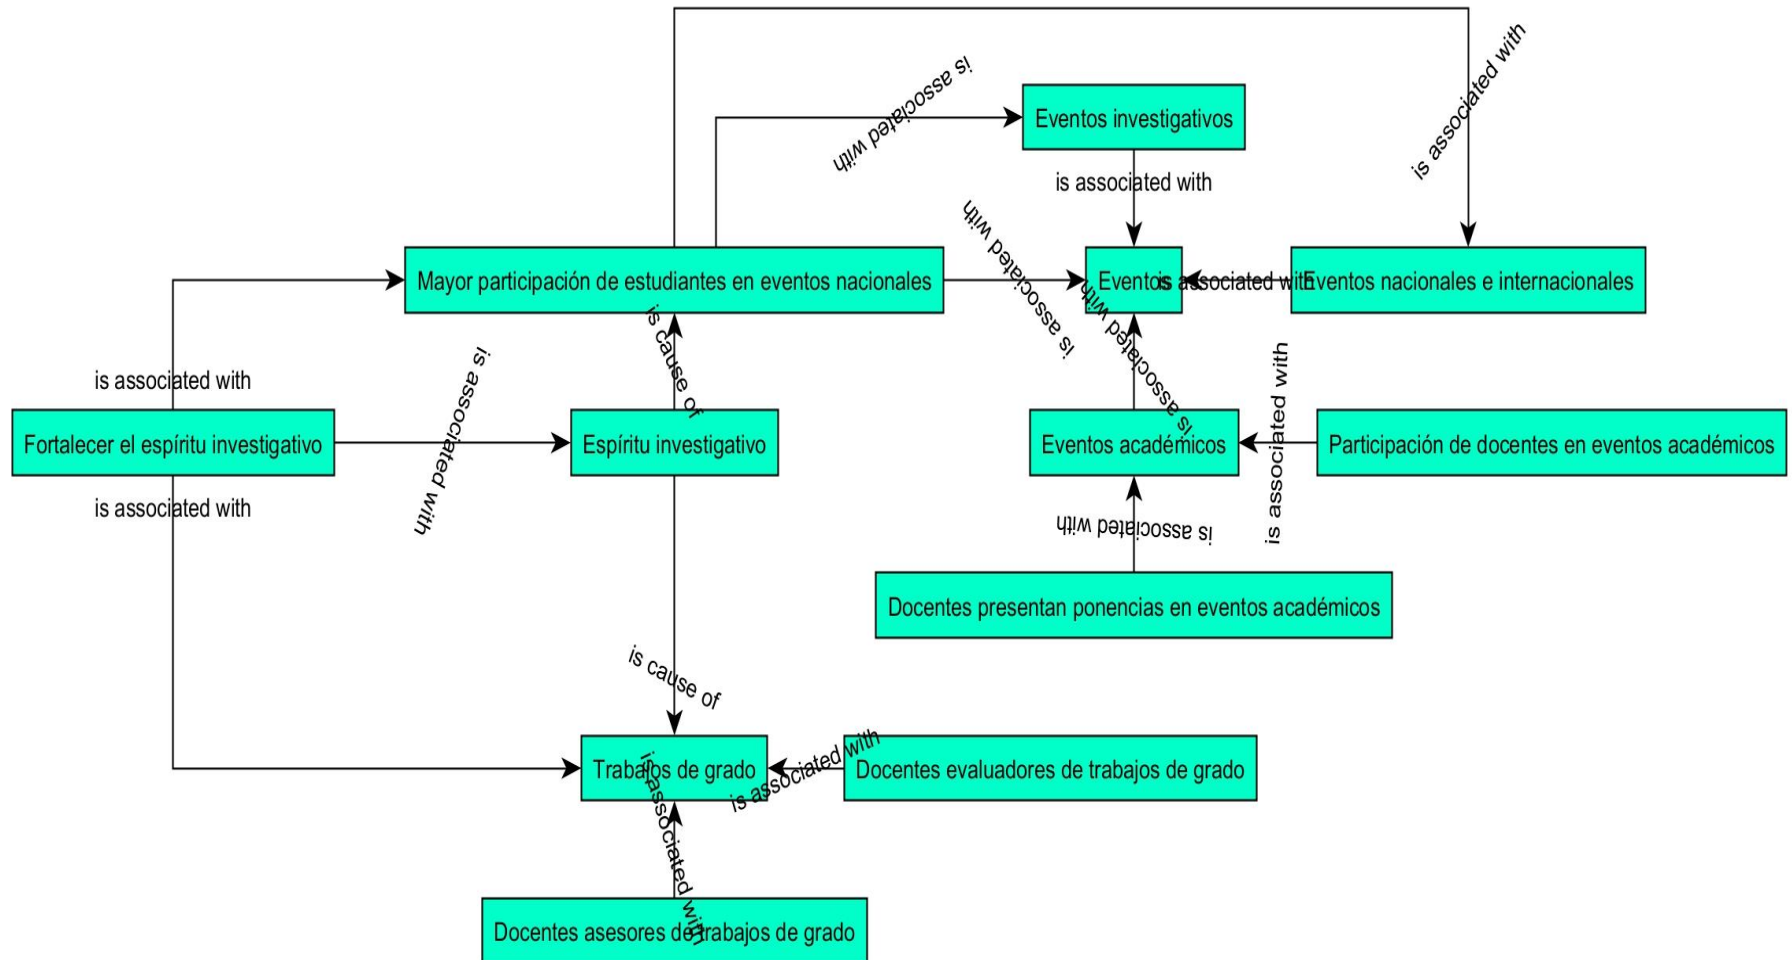 is associated with
is associated with
Eventos investigativos
is associated with
is associated with
Mayor participación de estudiantes en eventos nacionales
Eventos
is associated with
Eventos nacionales e internacionales
is cause of
is associated with
is associated with
is associated with
is associated with
Fortalecer el espíritu investigativo
Espíritu investigativo
Eventos académicos
is associated with
Participación de docentes en eventos académicos
is associated with
is associated with
Docentes presentan ponencias en eventos académicos
is cause of
Trabajos de grado
is associated with
Docentes evaluadores de trabajos de grado
is associated with
Docentes asesores de trabajos de grado